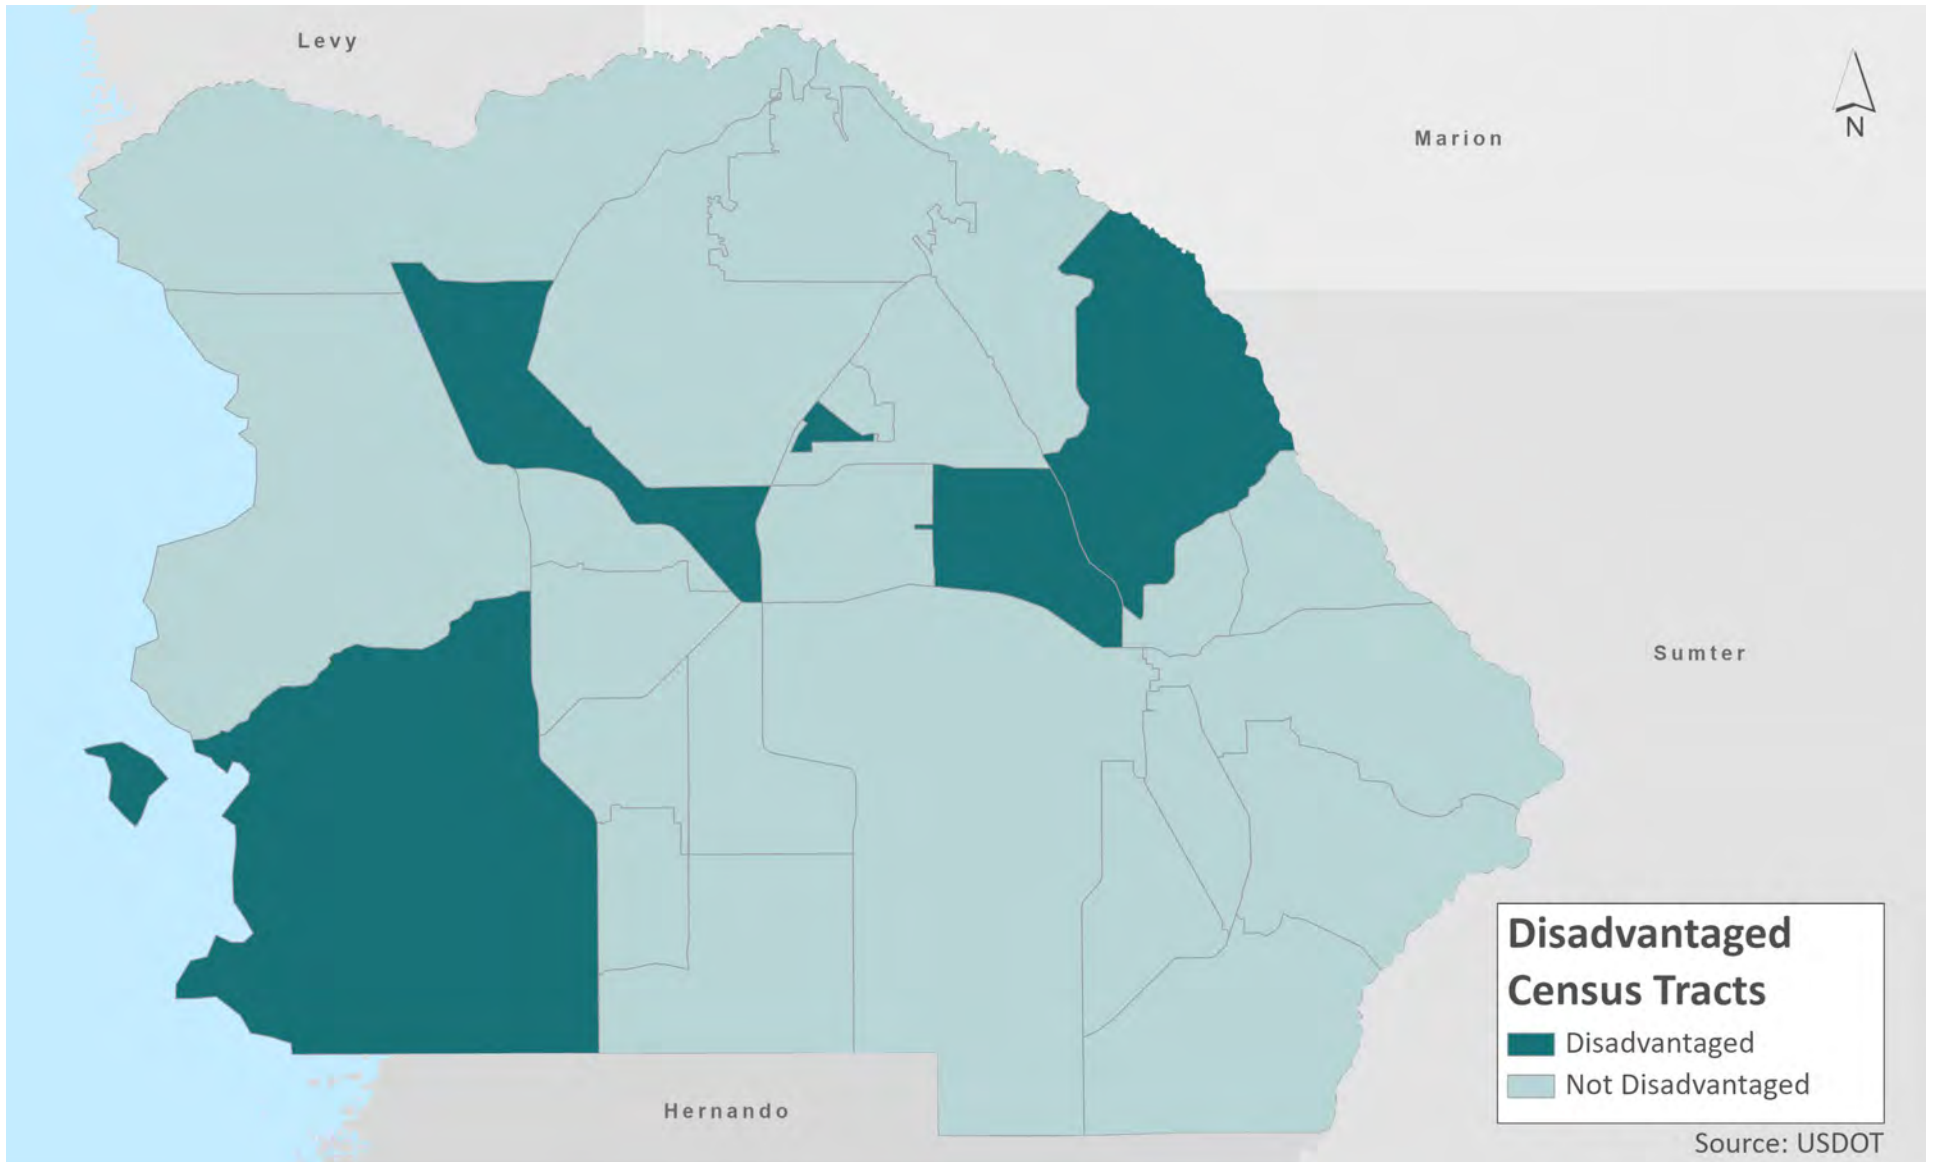 Levy
Marion
N
Sumter
Hernando
Disadvantaged
Census Tracts
Disadvantaged
Not Disadvantaged
Source: USDOT